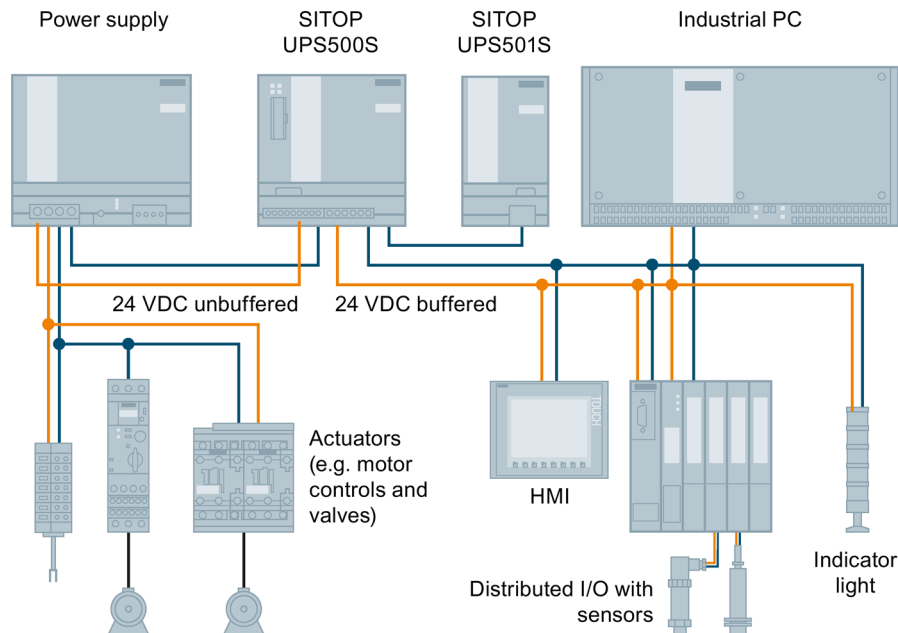 Power supply
SITOP
UPS500S
SITOP
UPS501S
Industrial PC
24 VDC unbuffered
24 VDC buffered
TOUCH
Actuators
(e.g. motor
controls and
valves)
HMI
Indicator
light
Distributed I/O with
sensors